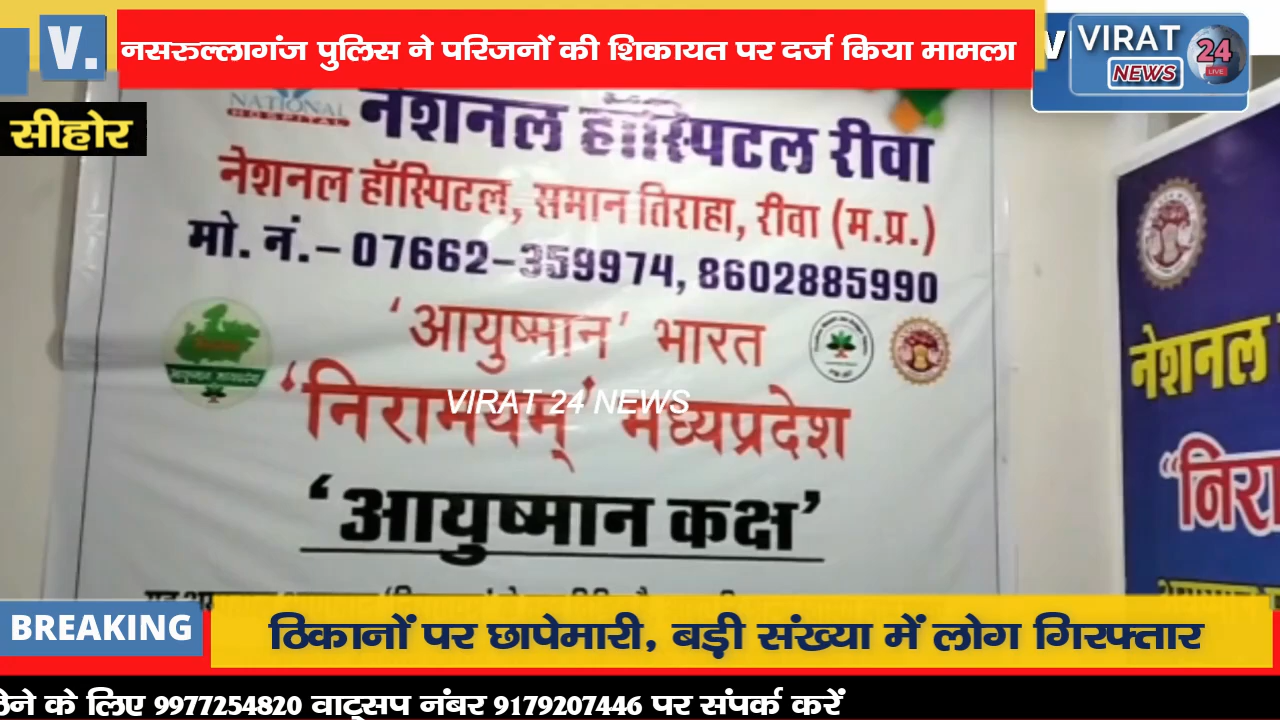 V. नसरुल्लागंज पुलिस ने परिजनों की शिकायत पर दर्ज किया मामला
VIRAT 24
NEWS LIVE
सीहोर
NATIONAL
HOSPITAL
नेशनल हॉस्पिटल रीवा
नेशनल हॉस्पिटल, समान तिराहा, रीवा (म.प्र.)
मो. नं.– 07662–359974, 8602885990
'आयुष्मान' भारत
'निरामयम्' मध्यप्रदेश
VIRAT 24 NEWS
'आयुष्मान कक्ष'
नेशनल
BREAKING
ठिकानों पर छापेमारी, बड़ी संख्या में लोग गिरफ्तार
के लिए 9977254820 वाट्सप नंबर 9179207446 पर संपर्क करें